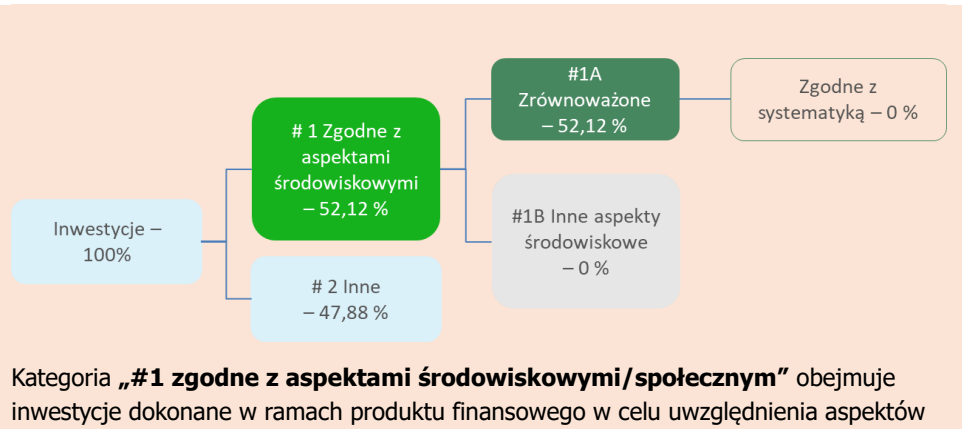 Inwestycje –
100%
# 1 Zgodne z
aspektami
środowiskowymi
– 52,12 %
# 2 Inne
– 47,88 %
#1A
Zrównoważone
– 52,12 %
#1B Inne aspekty
środowiskowe
– 0 %
Zgodne z
systematyką – 0 %
Kategoria „#1 zgodne z aspektami środowiskowymi/społecznym” obejmuje
inwestycje dokonane w ramach produktu finansowego w celu uwzględnienia aspektów